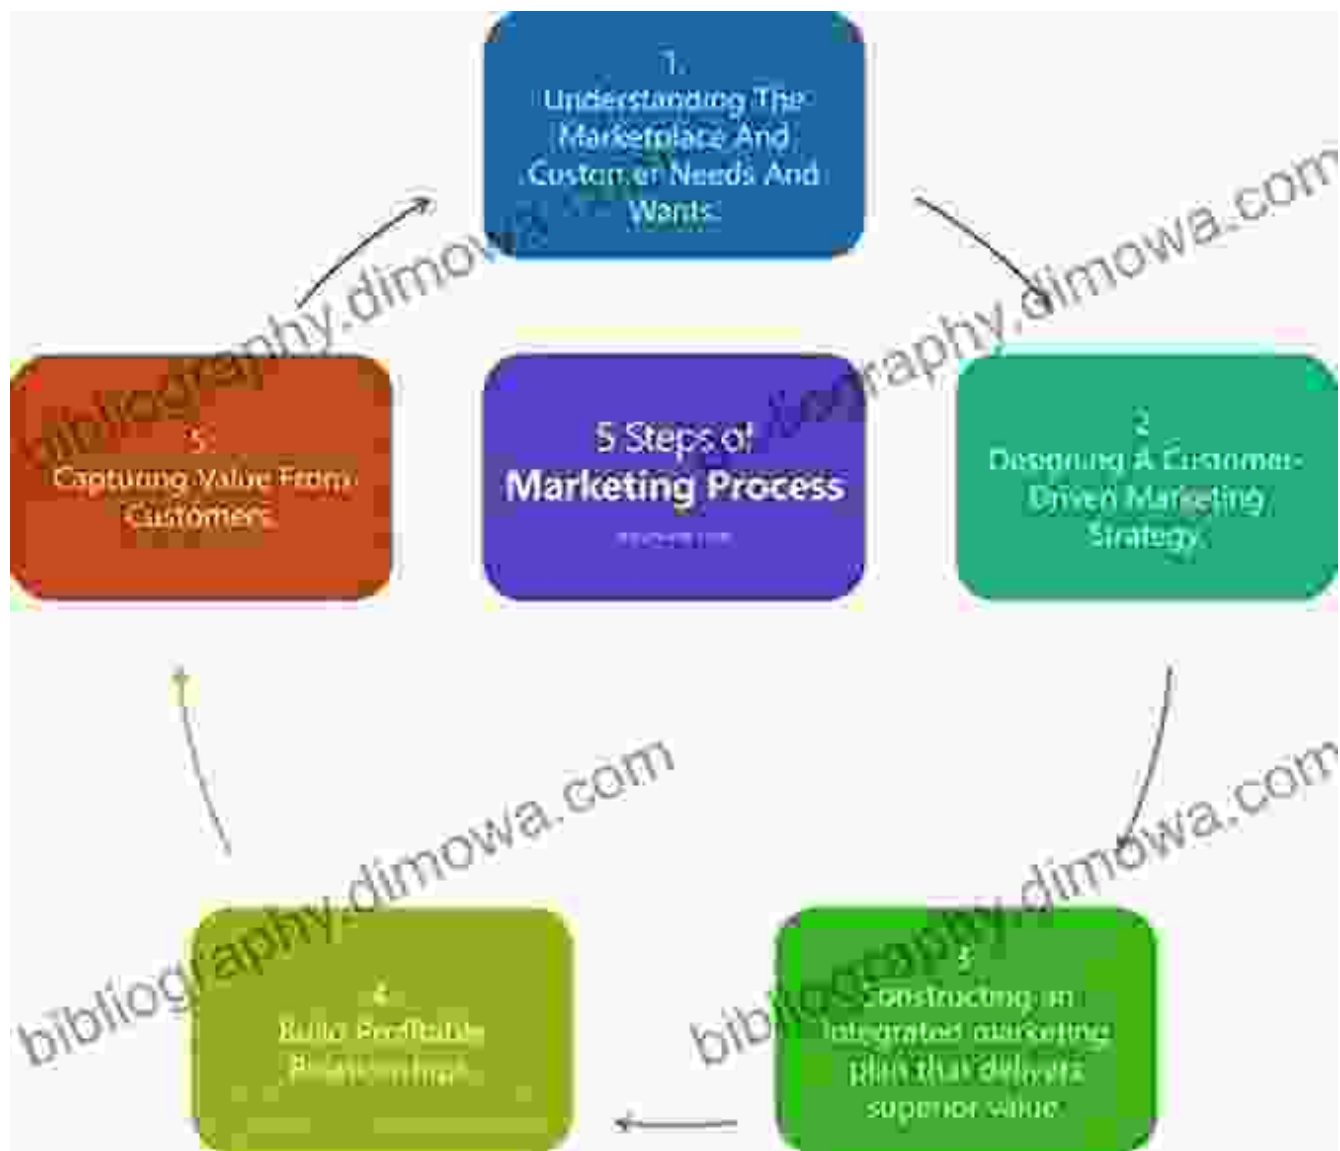 1.
Understanding The
Marketplace And
Customer Needs And
Wants.
5 Steps of
Marketing Process
2.
Designing A Customer-
Driven Marketing
Strategy.
3.
Constructing an
integrated marketing
plan that delivers
superior value.
4.
Build Profitable
Relationships.
5.
Capturing Value From
Customers.
bibliography.dimowa.com
bibliography.dimowa.com
bibliography.dimowa.com
bibliography.dimowa.com